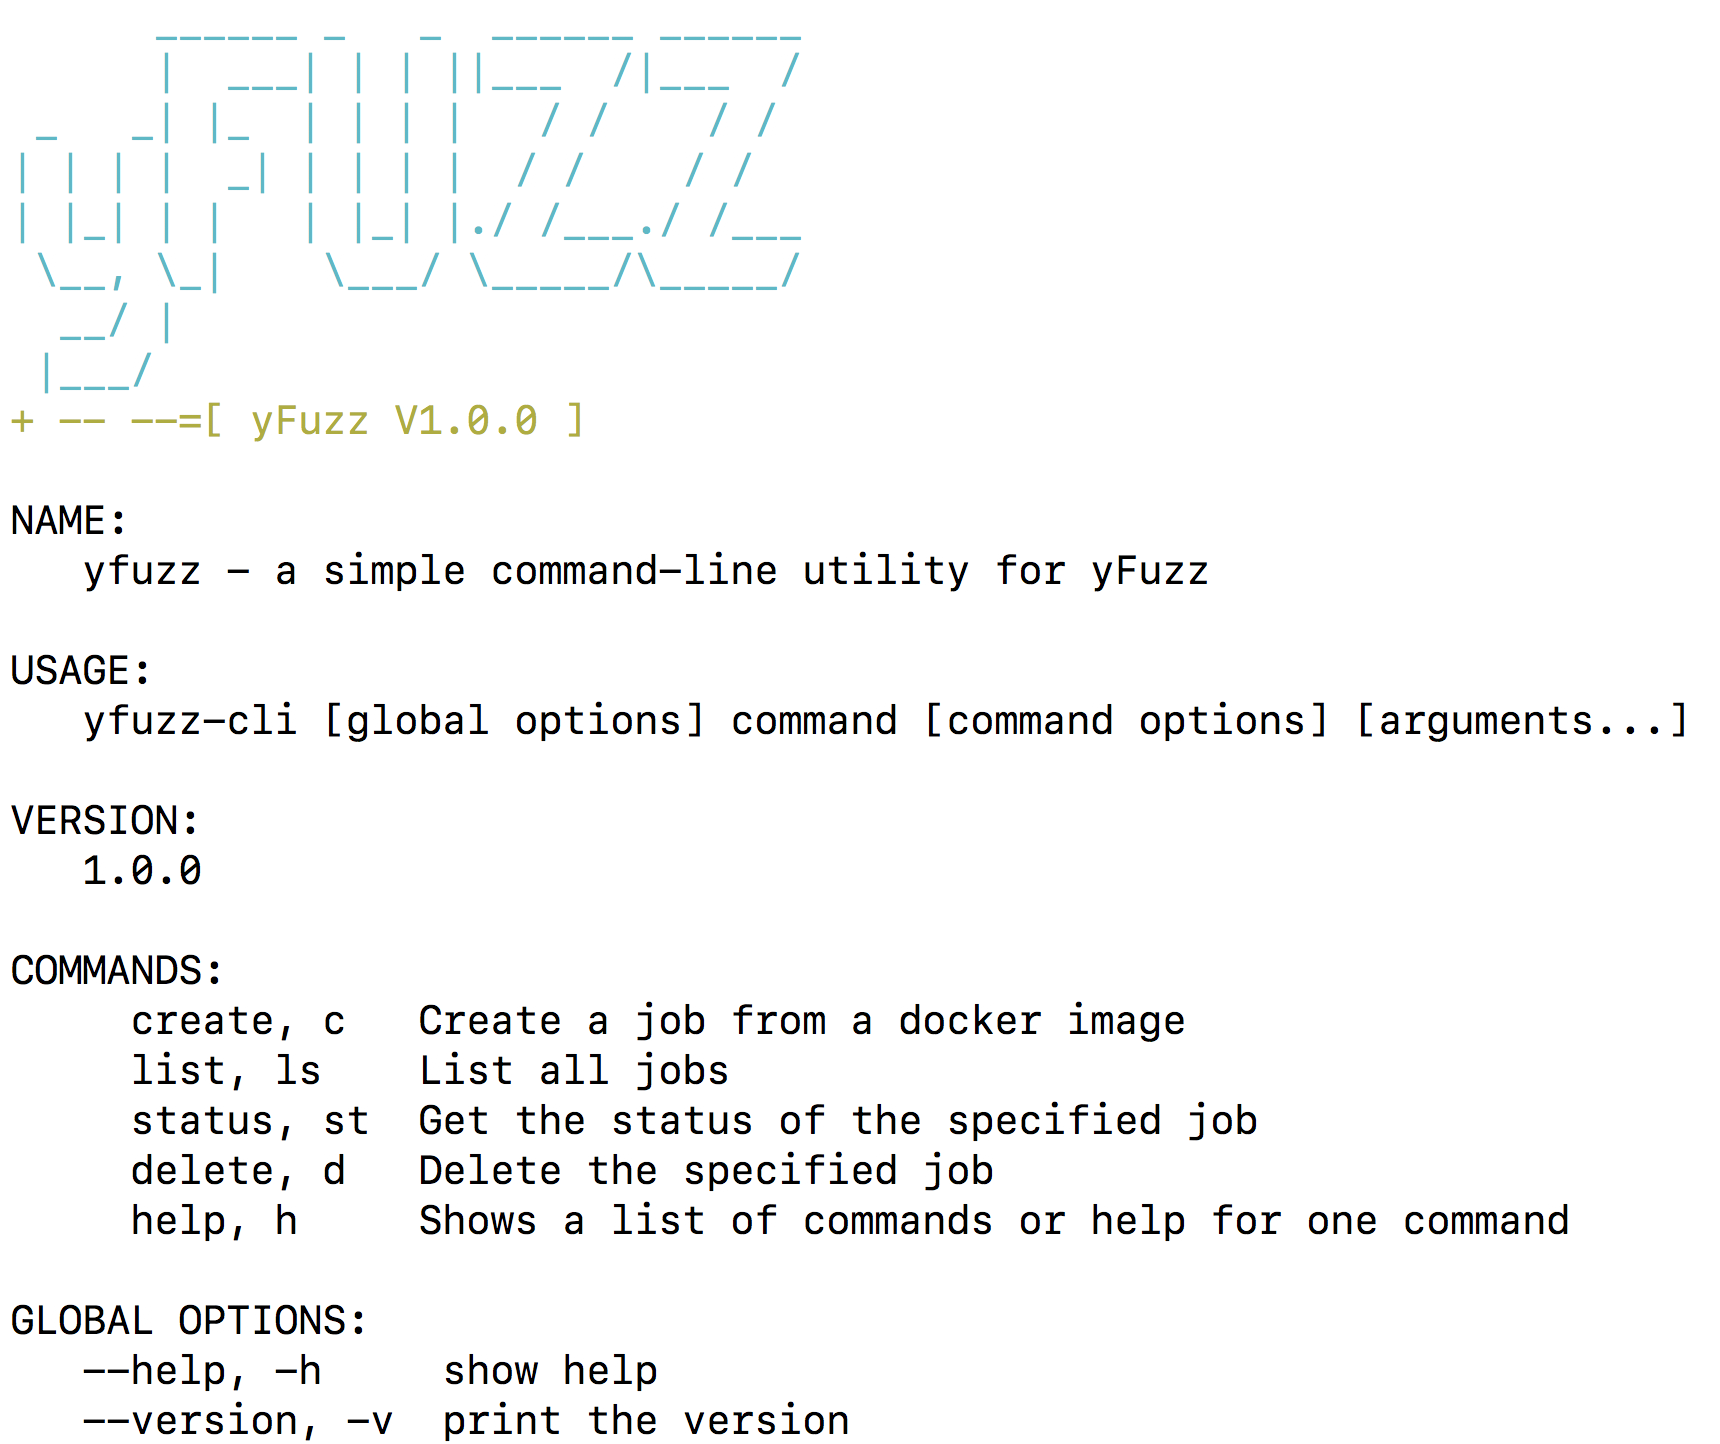 yFUZZ
+ -- --=[ yFuzz V1.0.0 ]
NAME:
yfuzz - a simple command-line utility for yFuzz
USAGE:
yfuzz-cli [global options] command [command options] [arguments...]
VERSION:
1.0.0
COMMANDS:
create, c Create a job from a docker image
list, ls List all jobs
status, st Get the status of the specified job
delete, d Delete the specified job
help, h Shows a list of commands or help for one command
GLOBAL OPTIONS:
--help, -h show help
--version, -v print the version